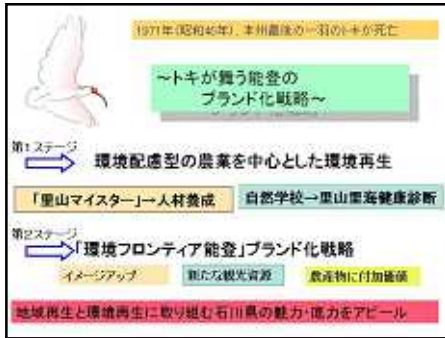 1971年(昭和46年)、本州最後の一羽のトキが死亡
～トキが舞う能登の
ブランド化戦略～
第1ステージ
環境配慮型の農業を中心とした環境再生
「里山マイスター」→人材養成
自然学校→里山里海健康診断
第2ステージ
「環境フロンティア能登」ブランド化戦略
イメージアップ
新たな観光資源
農産物に付加価値
地域再生と環境再生に取り組む石川県の魅力・底力をアピール